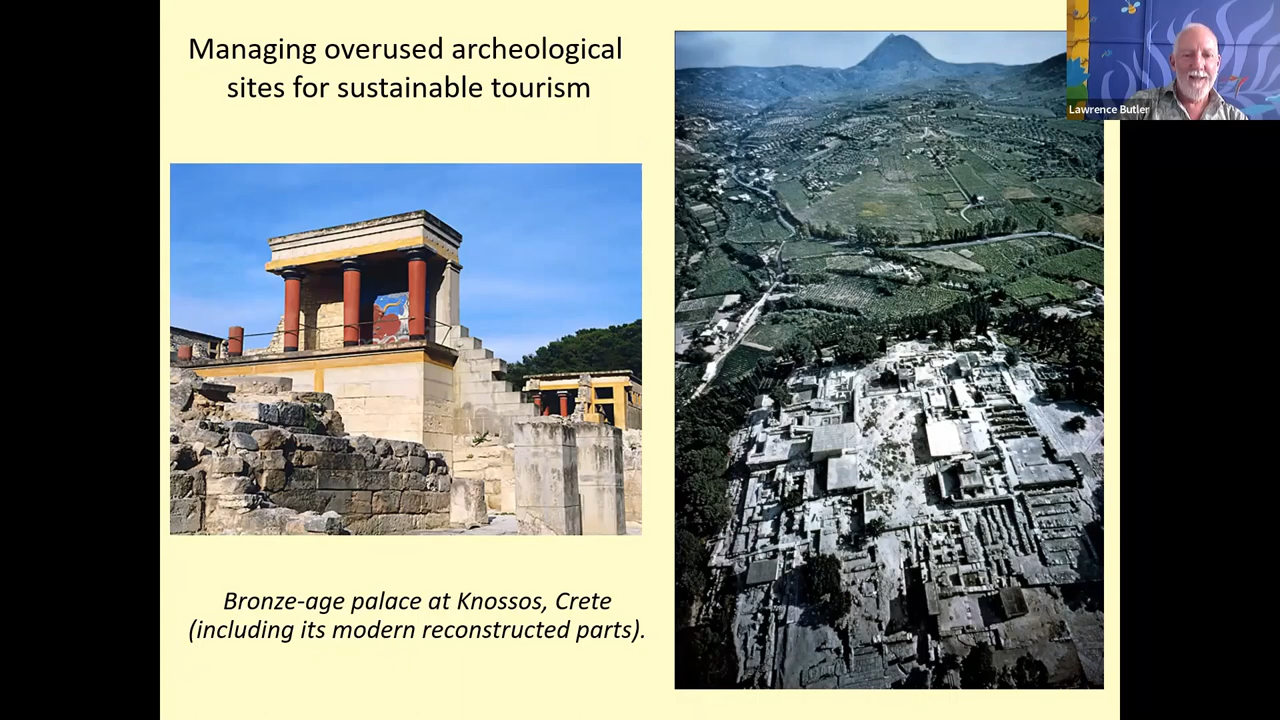 Managing overused archeological
sites for sustainable tourism
Lawrence Butler
Bronze-age palace at Knossos, Crete
(including its modern reconstructed parts).